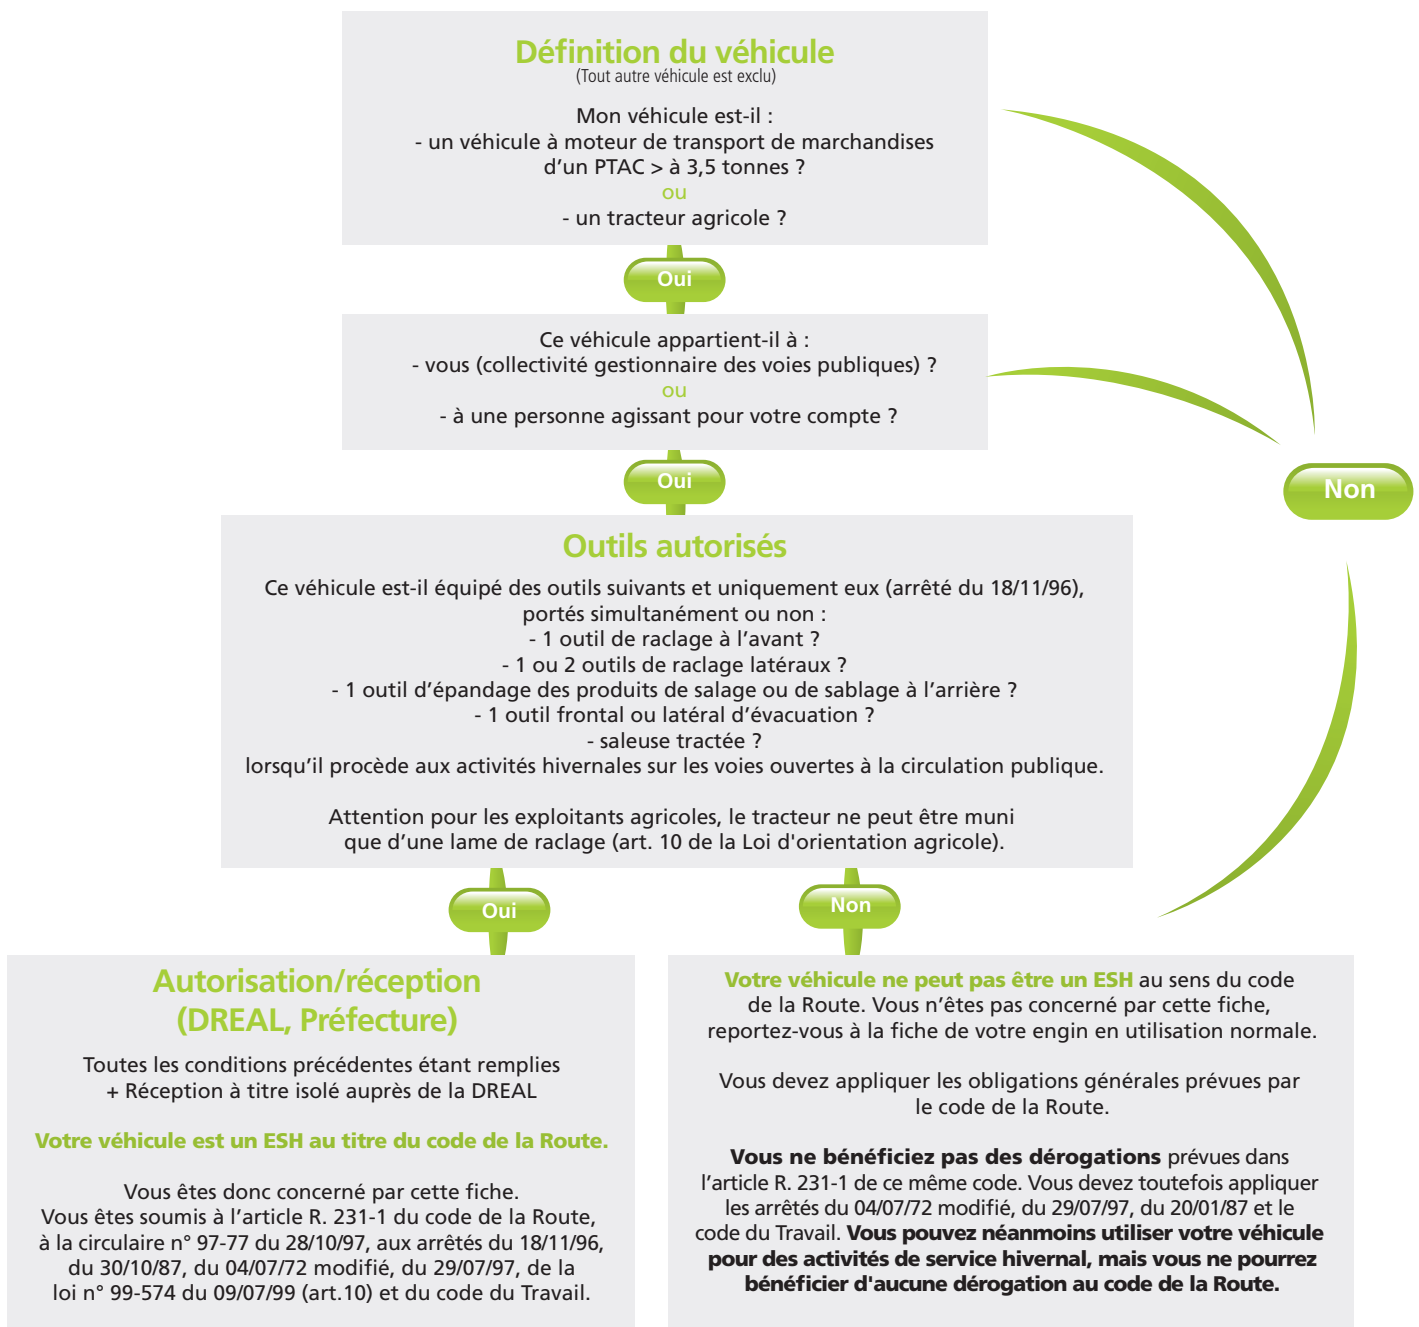 Définition du véhicule
(Tout autre véhicule est exclu)
Mon véhicule est-il :
- un véhicule à moteur de transport de marchandises
d’un PTAC > à 3,5 tonnes ?
ou
- un tracteur agricole ?
Oui
Ce véhicule appartient-il à :
- vous (collectivité gestionnaire des voies publiques) ?
ou
- à une personne agissant pour votre compte ?
Oui
Non
Outils autorisés
Ce véhicule est-il équipé des outils suivants et uniquement eux (arrêté du 18/11/96),
portés simultanément ou non :
- 1 outil de raclage à l’avant ?
- 1 ou 2 outils de raclage latéraux ?
- 1 outil d’épandage des produits de salage ou de sablage à l’arrière ?
- 1 outil frontal ou latéral d’évacuation ?
- saleuse tractée ?
lorsqu’il procède aux activités hivernales sur les voies ouvertes à la circulation publique.
Attention pour les exploitants agricoles, le tracteur ne peut être muni
que d’une lame de raclage (art. 10 de la Loi d'orientation agricole).
Oui
Non
Autorisation/réception
(DREAL, Préfecture)
Toutes les conditions précédentes étant remplies
+ Réception à titre isolé auprès de la DREAL
Votre véhicule est un ESH au titre du code de la Route.
Vous êtes donc concerné par cette fiche.
Vous êtes soumis à l’article R. 231-1 du code de la Route,
à la circulaire n° 97-77 du 28/10/97, aux arrêtés du 18/11/96,
du 30/10/87, du 04/07/72 modifié, du 29/07/97, de la
loi n° 99-574 du 09/07/99 (art.10) et du code du Travail.
Votre véhicule ne peut pas être un ESH au sens du code
de la Route. Vous n’êtes pas concerné par cette fiche,
reportez-vous à la fiche de votre engin en utilisation normale.
Vous devez appliquer les obligations générales prévues par
le code de la Route.
Vous ne bénéficiez pas des dérogations prévues dans
l’article R. 231-1 de ce même code. Vous devez toutefois appliquer
les arrêtés du 04/07/72 modifié, du 29/07/97, du 20/01/87 et le
code du Travail. Vous pouvez néanmoins utiliser votre véhicule
pour des activités de service hivernal, mais vous ne pourrez
bénéficier d'aucune dérogation au code de la Route.